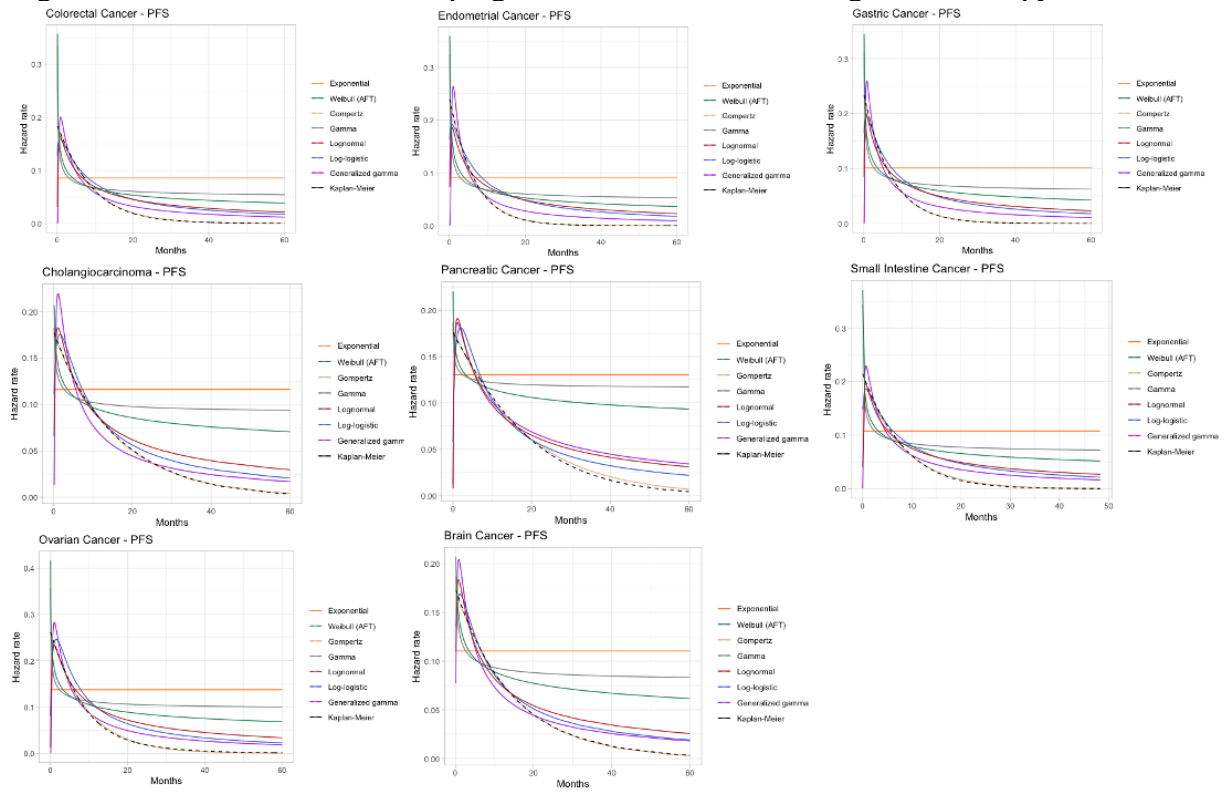 Colorectal Cancer - PFS
Hazard rate
0.3
0.2
0.1
0.0
0
20
40
60
Months
Exponential
Weibull (AFT)
Gompertz
Gamma
Lognormal
Log-logistic
Generalized gamma
Kaplan-Meier
Endometrial Cancer - PFS
Hazard rate
0.3
0.2
0.1
0.0
0
20
40
60
Months
Exponential
Weibull (AFT)
Gompertz
Gamma
Lognormal
Log-logistic
Generalized gamma
Kaplan-Meier
Gastric Cancer - PFS
Hazard rate
0.3
0.2
0.1
0.0
0
20
40
60
Months
Exponential
Weibull (AFT)
Gompertz
Gamma
Lognormal
Log-logistic
Generalized gamma
Kaplan-Meier
Cholangiocarcinoma - PFS
Hazard rate
0.20
0.15
0.10
0.05
0.00
0
20
40
60
Months
Exponential
Weibull (AFT)
Gompertz
Gamma
Lognormal
Log-logistic
Generalized gamma
Kaplan-Meier
Pancreatic Cancer - PFS
Hazard rate
0.20
0.15
0.10
0.05
0.00
0
20
40
60
Months
Exponential
Weibull (AFT)
Gompertz
Gamma
Lognormal
Log-logistic
Generalized gamma
Kaplan-Meier
Small Intestine Cancer - PFS
Hazard rate
0.3
0.2
0.1
0.0
0
10
20
30
40
50
Months
Exponential
Weibull (AFT)
Gompertz
Gamma
Lognormal
Log-logistic
Generalized gamma
Kaplan-Meier
Ovarian Cancer - PFS
Hazard rate
0.4
0.3
0.2
0.1
0.0
0
20
40
60
Months
Exponential
Weibull (AFT)
Gompertz
Gamma
Lognormal
Log-logistic
Generalized gamma
Kaplan-Meier
Brain Cancer - PFS
Hazard rate
0.20
0.15
0.10
0.05
0.00
0
20
40
60
Months
Exponential
Weibull (AFT)
Gompertz
Gamma
Lognormal
Log-logistic
Generalized gamma
Kaplan-Meier